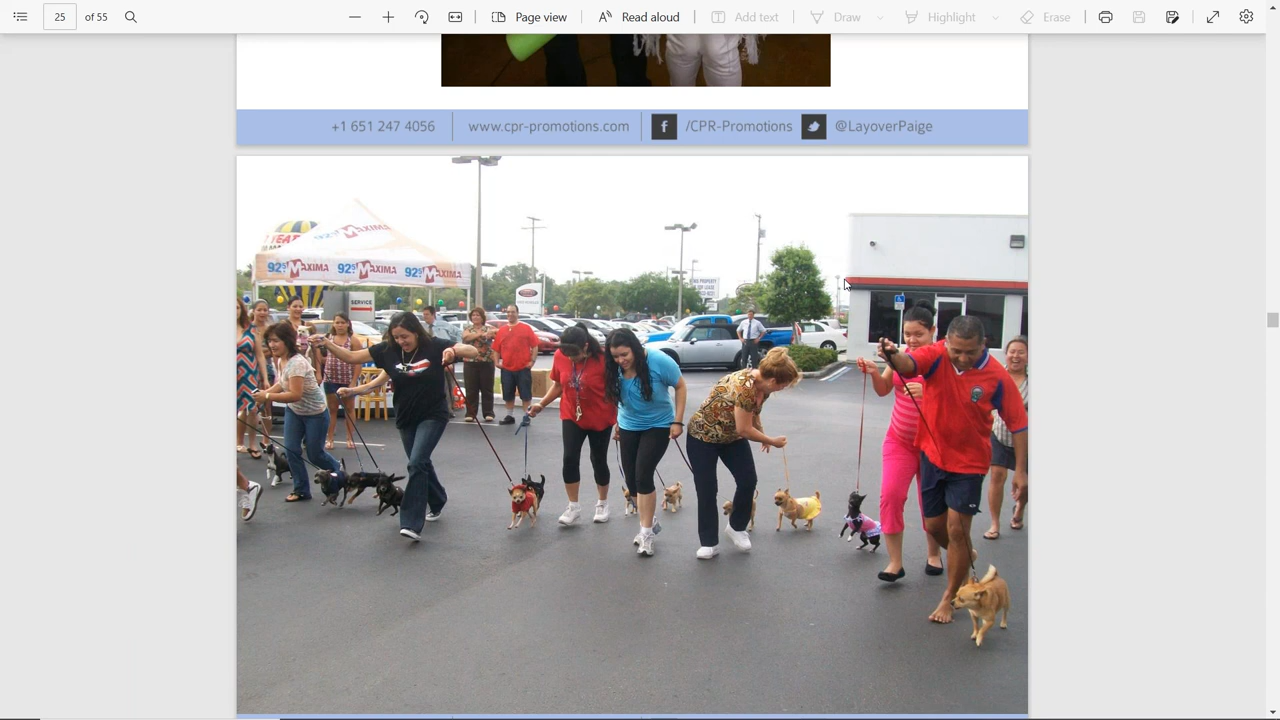 25
of 55
Page view
Read aloud
Add text
Draw
Highlight
Erase
+1 651 247 4056
www.cpr-promotions.com
/CPR-Promotions
@LayoverPaige
MAXIMA
92.5 MAXIMA 92.5 MAXIMA 92.5 MAXIMA
SERVICE